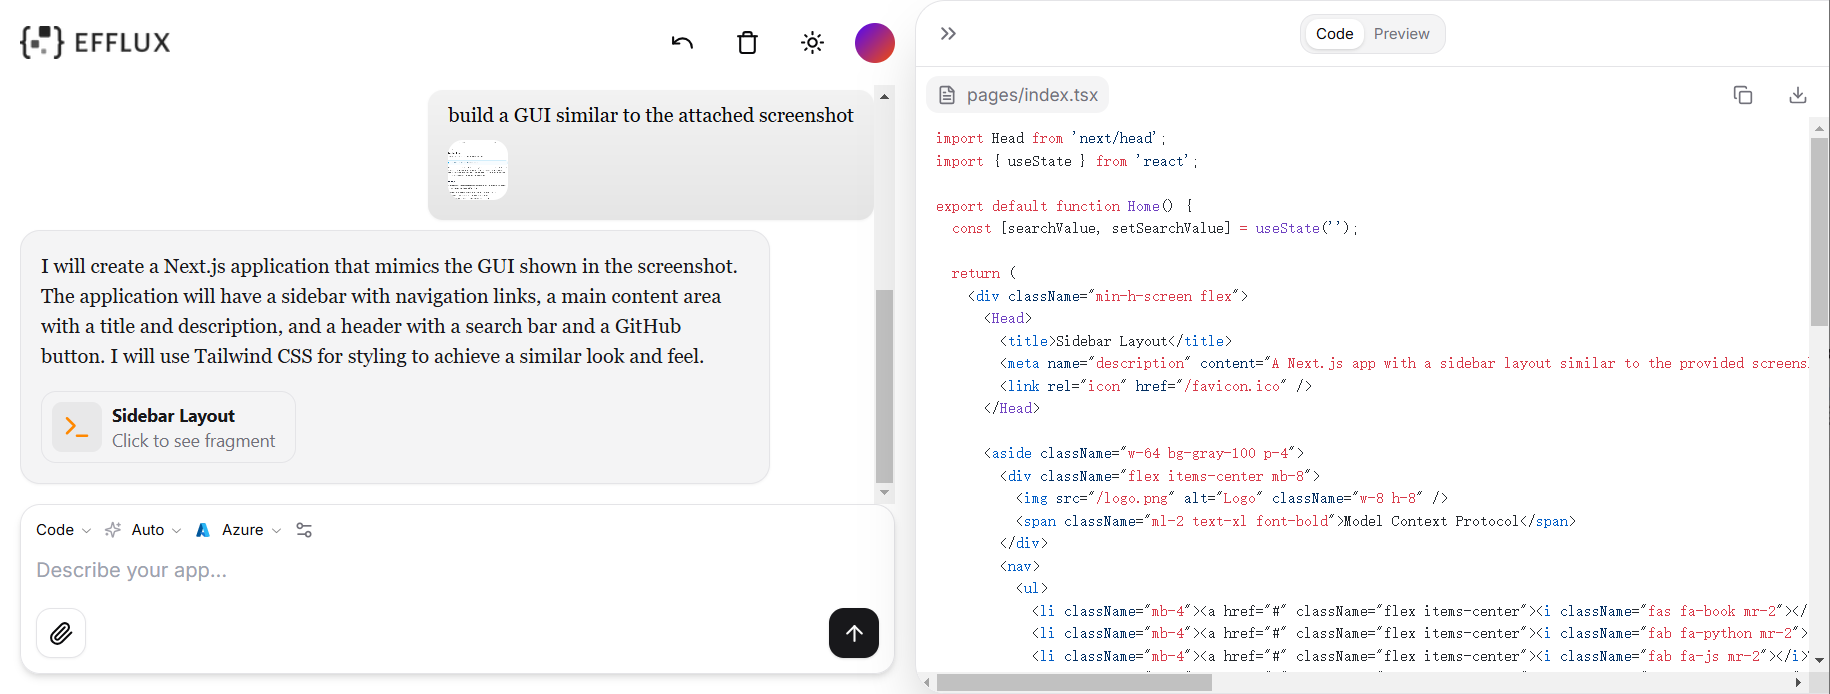 EFFLUX
build a GUI similar to the attached screenshot
I will create a Next.js application that mimics the GUI shown in the screenshot.
The application will have a sidebar with navigation links, a main content area
with a title and description, and a header with a search bar and a GitHub
button. I will use Tailwind CSS for styling to achieve a similar look and feel.
Sidebar Layout
Click to see fragment
Code
Auto
Azure
Describe your app...
Code
Preview
pages/index.tsx
import Head from 'next/head';
import { useState } from 'react';
export default function Home() {
const [searchValue, setSearchValue] = useState('');
return (
<div className="min-h-screen flex">
<Head>
<title>Sidebar Layout</title>
<meta name="description" content="A Next.js app with a sidebar layout similar to the provided screens
<link rel="icon" href="/favicon.ico" />
</Head>
<aside className="w-64 bg-gray-100 p-4">
<div className="flex items-center mb-8">
<img src="/logo.png" alt="Logo" className="w-8 h-8" />
<span className="ml-2 text-xl font-bold">Model Context Protocol</span>
</div>
<nav>
<ul>
<li className="mb-4"><a href="#" className="flex items-center"><i className="fas fa-book mr-2"></
<li className="mb-4"><a href="#" className="flex items-center"><i className="fab fa-python mr-2">
<li className="mb-4"><a href="#" className="flex items-center"><i className="fab fa-js mr-2"></i>